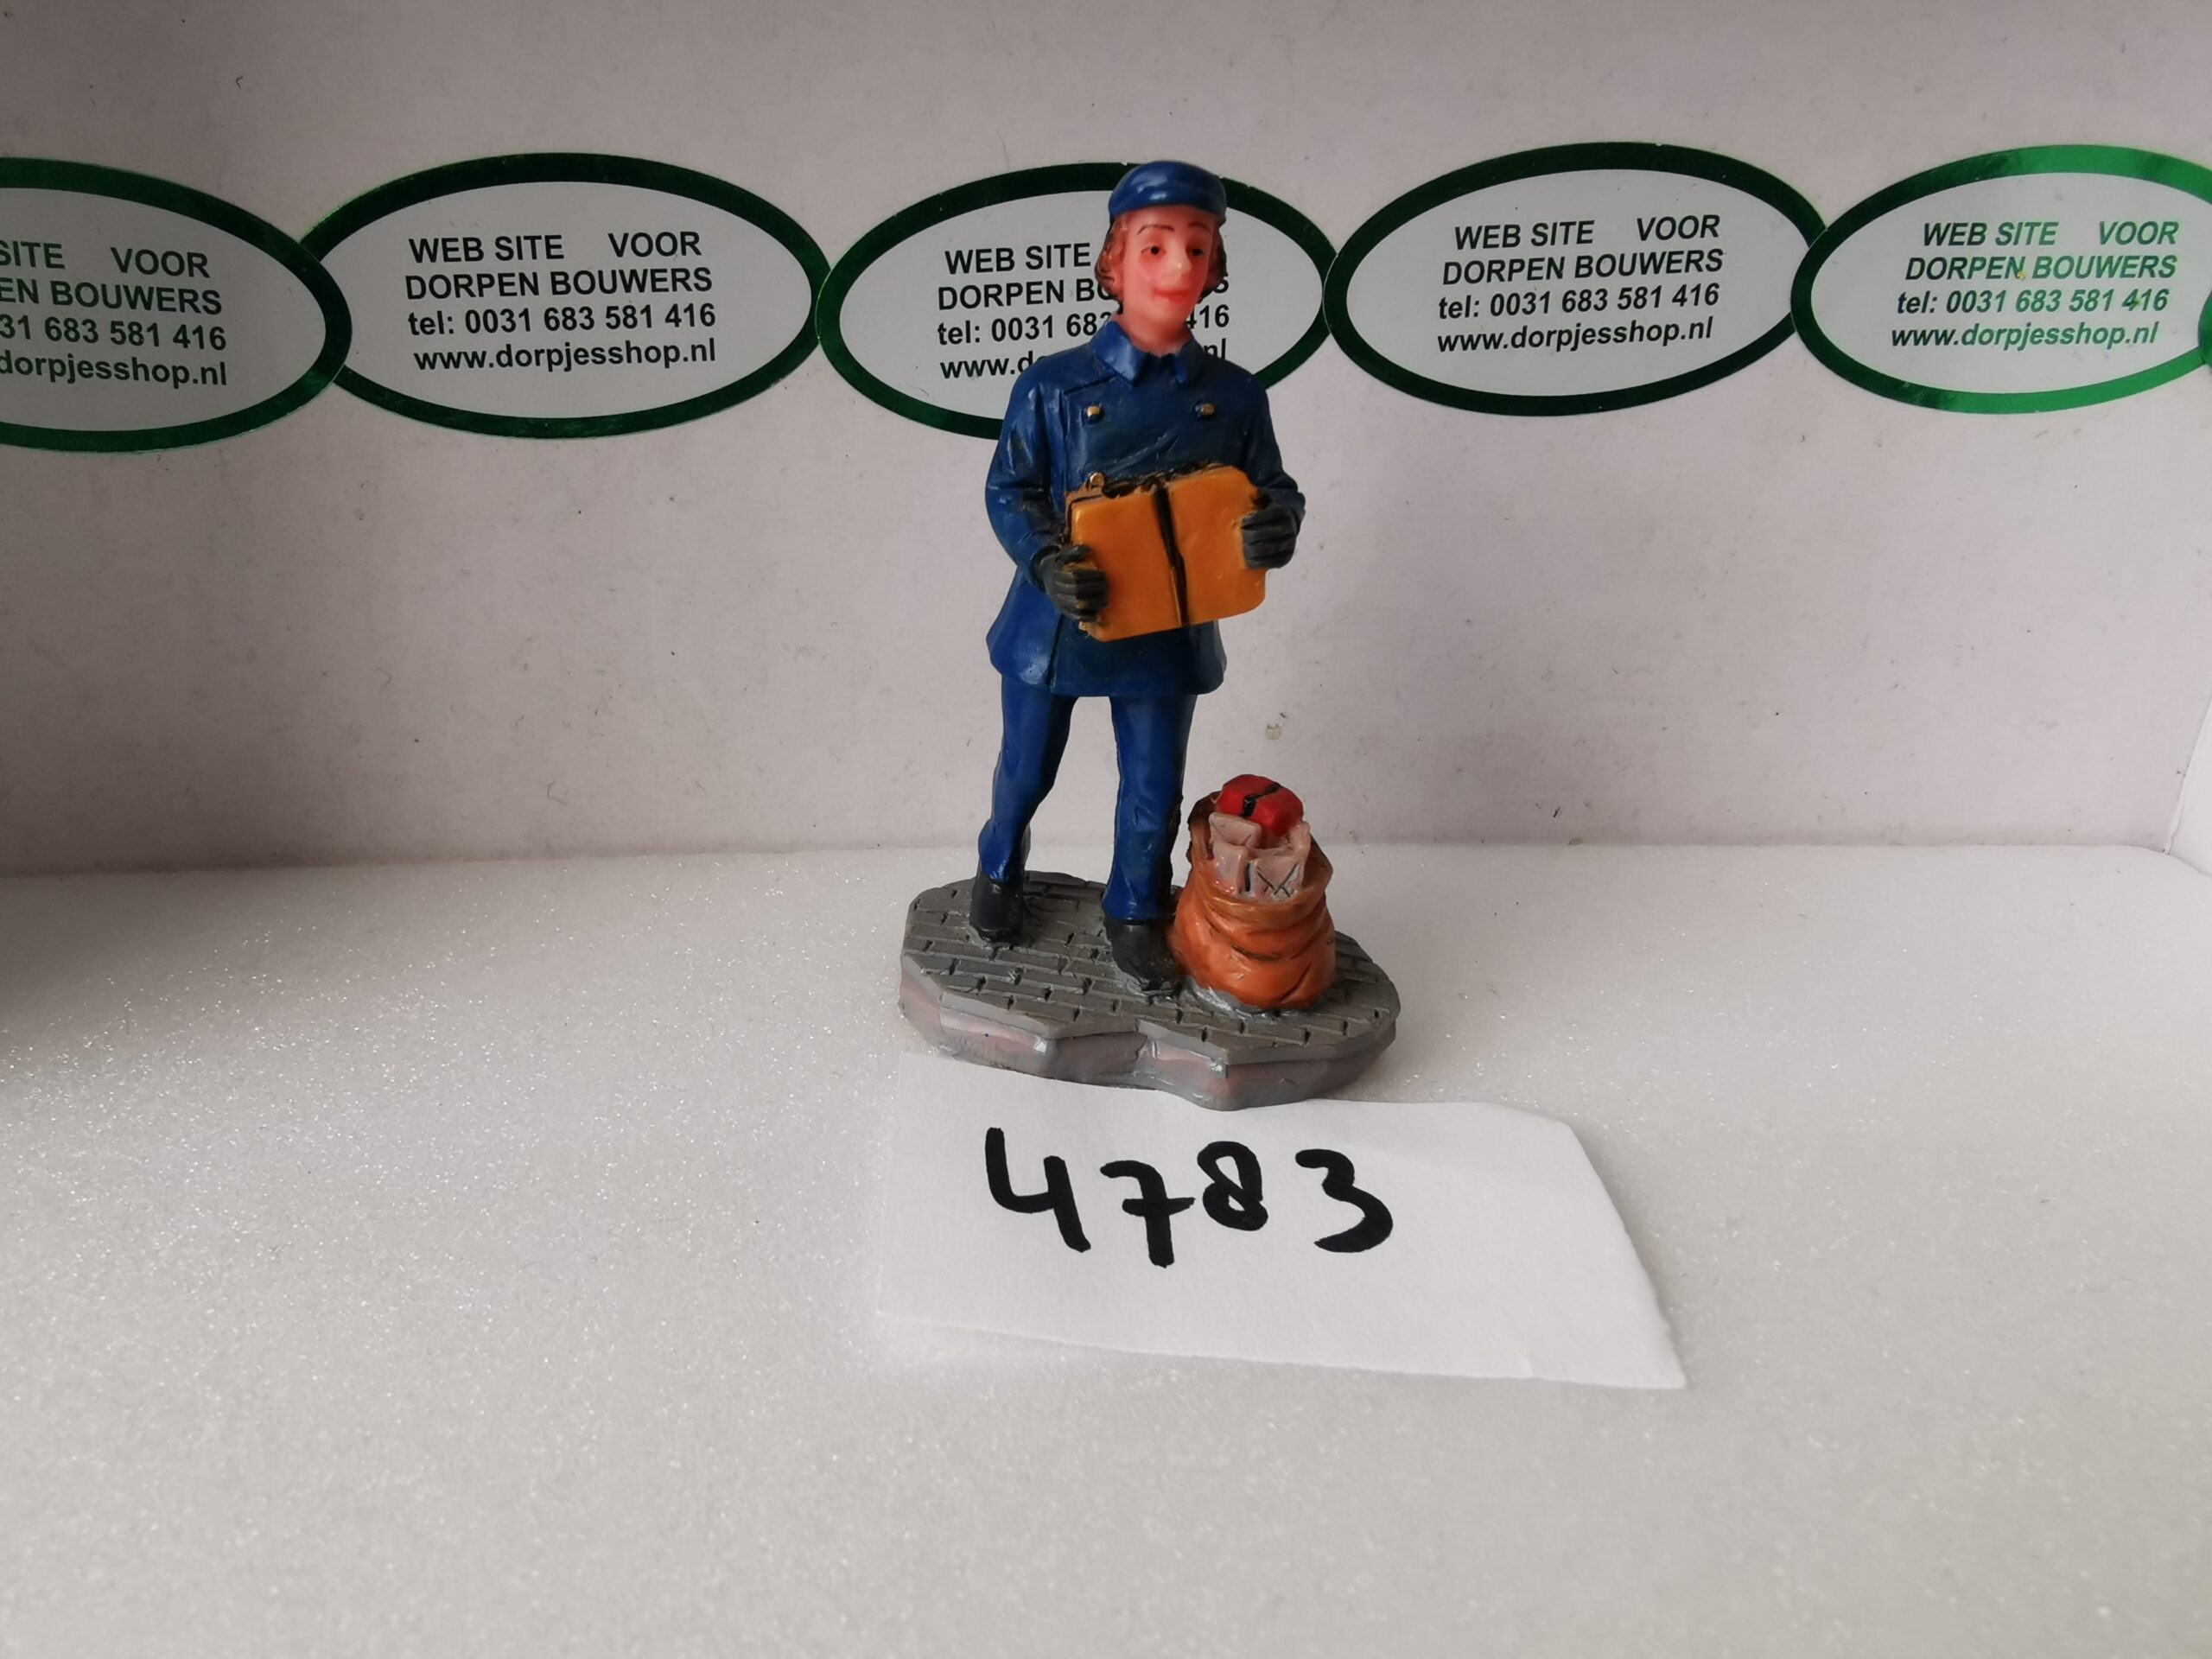 SITE VOOR
EN BOUWERS
31 683 581 416
dorpjesshop.nl
WEB SITE VOOR
DORPEN BOUWERS
tel: 0031 683 581 416
www.dorpjesshop.nl
WEB SITE
DORPEN BO
tel: 0031 68 416
www.d nl
WEB SITE VOOR
DORPEN BOUWERS
tel: 0031 683 581 416
www.dorpjesshop.nl
WEB SITE VOOR
DORPEN BOUWERS
tel: 0031 683 581 416
www.dorpjesshop.nl
4783